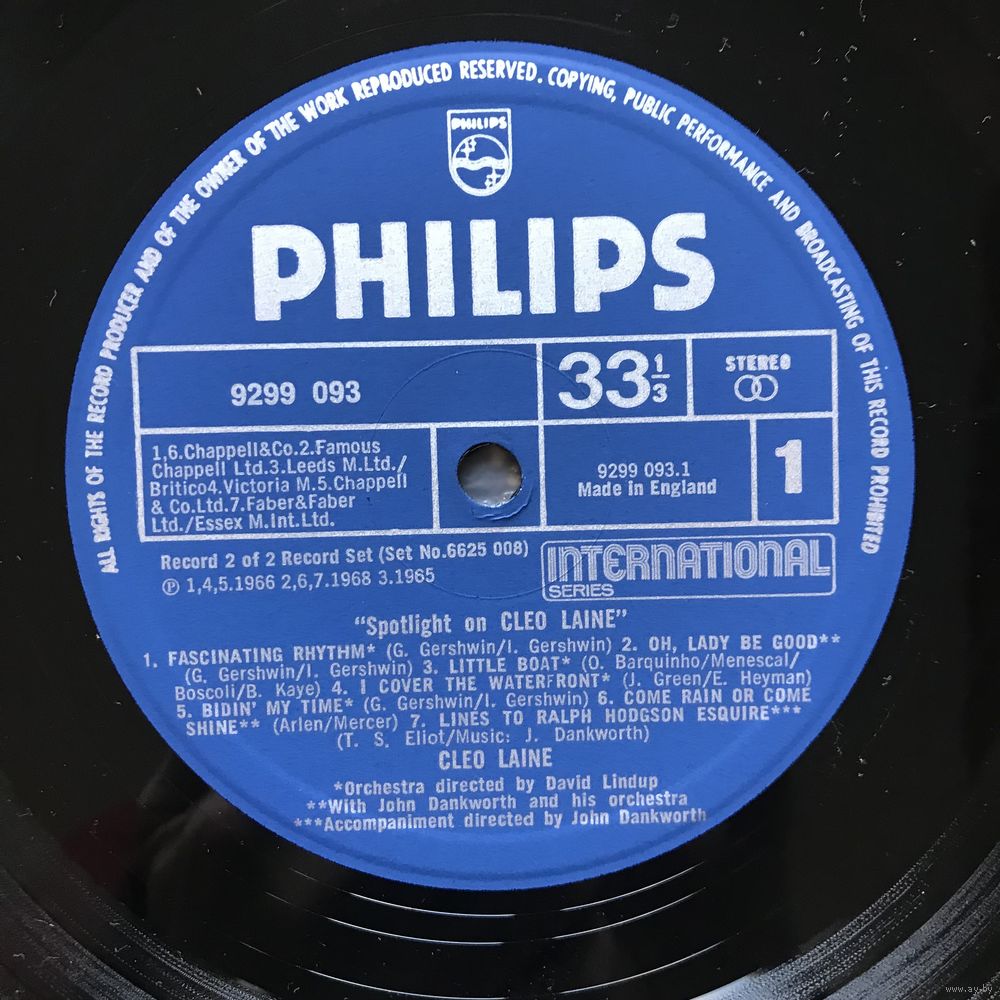 ALL RIGHTS OF THE RECORD PRODUCER AND OF THE OWNER OF THE WORK REPRODUCED RESERVED. COPYING, PUBLIC PERFORMANCE AND BROADCASTING OF THIS RECORD PROHIBITED
PHILIPS
PHILIPS
9299 093
33 1/3
STEREO
1,6.Chappell&Co.2.Famous
Chappell Ltd.3.Leeds M.Ltd./
Britico4.Victoria M.5.Chappell
& Co.Ltd.7.Faber&Faber
Ltd./Essex M.Int.Ltd.
9299 093.1
Made in England
1
Record 2 of 2 Record Set (Set No.6625 008)
℗ 1,4,5.1966 2,6,7.1968 3.1965
INTERNATIONAL
SERIES
"Spotlight on CLEO LAINE"
1. FASCINATING RHYTHM* (G. Gershwin/I. Gershwin) 2. OH, LADY BE GOOD**
(G. Gershwin/I. Gershwin) 3. LITTLE BOAT* (O. Barquinho/Menescal/
Boscoli/B. Kaye) 4. I COVER THE WATERFRONT* (J. Green/E. Heyman)
5. BIDIN' MY TIME* (G. Gershwin/I. Gershwin) 6. COME RAIN OR COME
SHINE** (Arlen/Mercer) 7. LINES TO RALPH HODGSON ESQUIRE***
(T. S. Eliot/Music: J. Dankworth)
CLEO LAINE
*Orchestra directed by David Lindup
**With John Dankworth and his orchestra
***Accompaniment directed by John Dankworth
www.ay.by